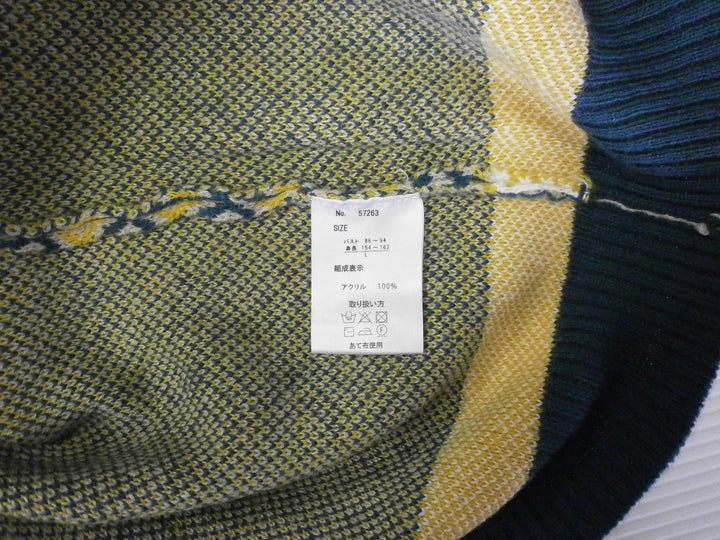 No. 57263
SIZE
バスト 86～94
身長 154～162
L
組成表示
アクリル 100%
取り扱い方
F
あて布使用